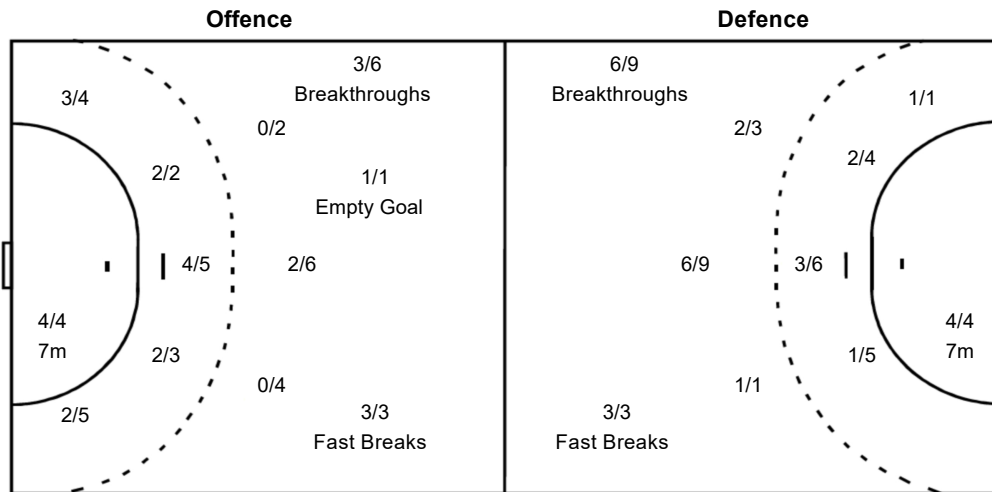 Offence
Defence
3/6
Breakthroughs
6/9
Breakthroughs
3/4
1/1
0/2
2/3
2/2
2/4
1/1
Empty Goal
4/5
2/6
6/9
3/6
4/4
7m
4/4
7m
2/3
1/5
0/4
1/1
2/5
3/3
Fast Breaks
3/3
Fast Breaks